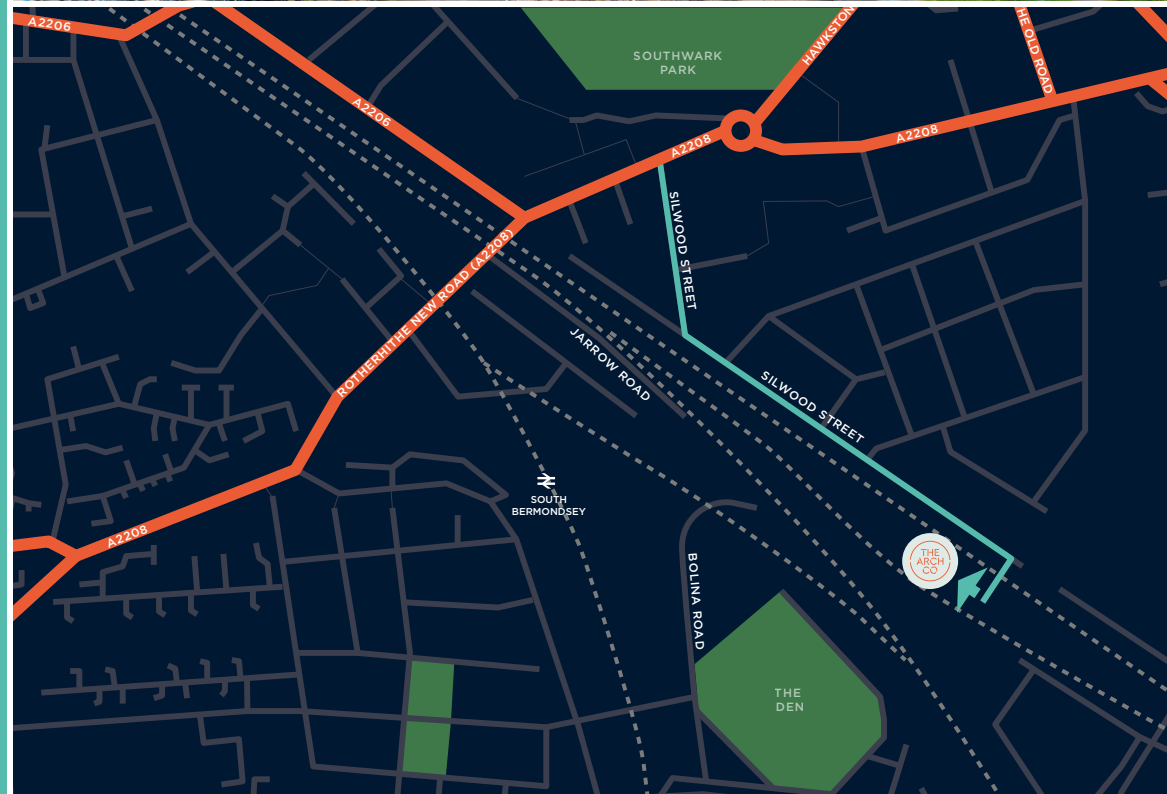 A2206
A2206
SOUTHWARK
PARK
HAWKSTON
THE OLD ROAD
A2208
A2208
SILWOOD STREET
ROTHERHITHE NEW ROAD (A2208)
JARROW ROAD
SILWOOD STREET
SOUTH
BERMONDSEY
A2208
BOLINA ROAD
THE
ARCH
CO
THE
DEN